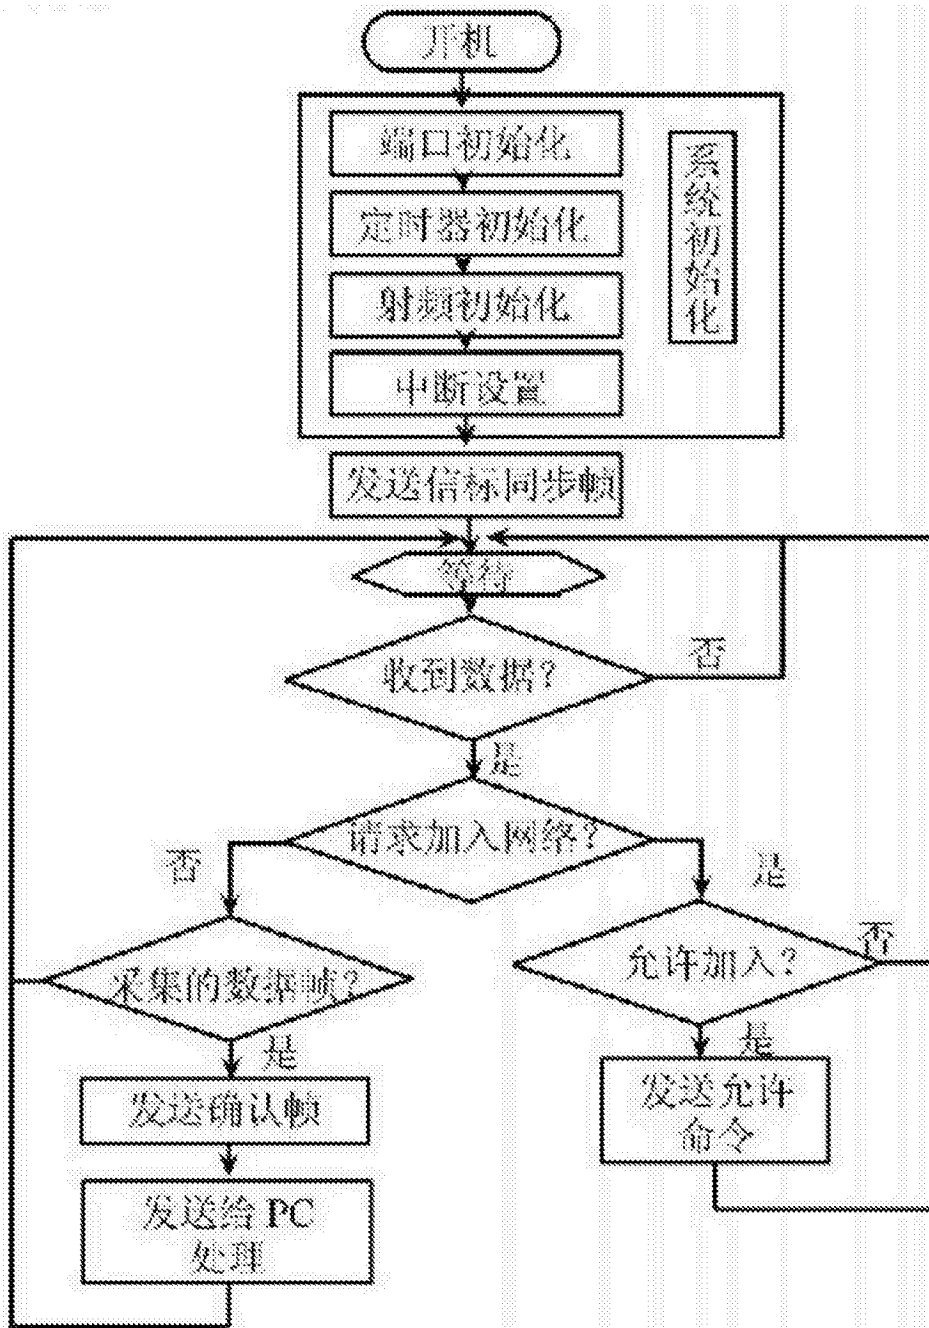 开机
端口初始化
定时器初始化
射频初始化
中断设置
系统初始化
发送信标同步帧
等待
收到数据?
否
是
请求加入网络?
否
是
采集的数据帧?
允许加入?
否
是
是
发送确认帧
发送允许
命令
发送给 PC
处理